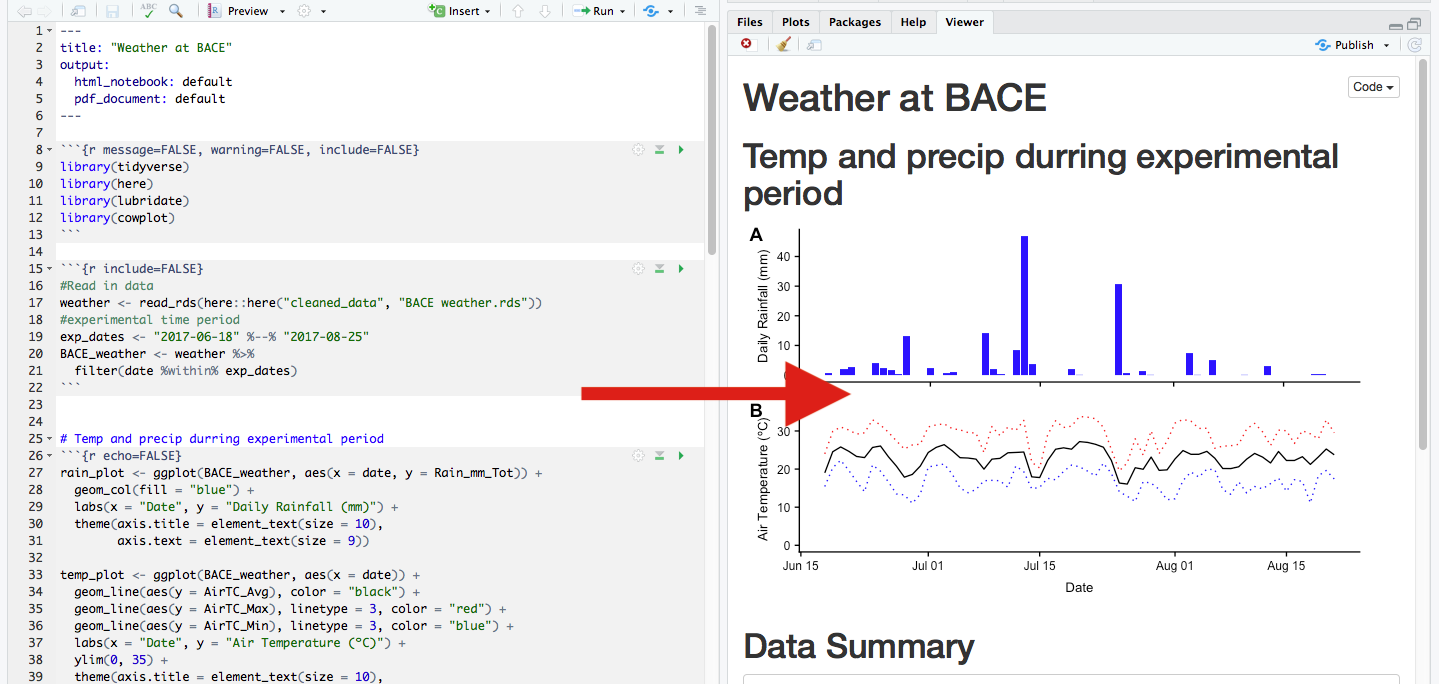 ABC Preview Insert Run
1 ---
2 title: "Weather at BACE"
3 output:
4   html_notebook: default
5   pdf_document: default
6 ---
7
8 ```{r message=FALSE, warning=FALSE, include=FALSE}
9 library(tidyverse)
10 library(here)
11 library(lubridate)
12 library(cowplot)
13 ```
14
15 ```{r include=FALSE}
16 #Read in data
17 weather <- read_rds(here::here("cleaned_data", "BACE weather.rds"))
18 #experimental time period
19 exp_dates <- "2017-06-18" %--% "2017-08-25"
20 BACE_weather <- weather %>%
21   filter(date %within% exp_dates)
22 ```
23
24
25 # Temp and precip durring experimental period
26 ```{r echo=FALSE}
27 rain_plot <- ggplot(BACE_weather, aes(x = date, y = Rain_mm_Tot)) +
28   geom_col(fill = "blue") +
29   labs(x = "Date", y = "Daily Rainfall (mm)") +
30   theme(axis.title = element_text(size = 10),
31         axis.text = element_text(size = 9))
32
33 temp_plot <- ggplot(BACE_weather, aes(x = date)) +
34   geom_line(aes(y = AirTC_Avg), color = "black") +
35   geom_line(aes(y = AirTC_Max), linetype = 3, color = "red") +
36   geom_line(aes(y = AirTC_Min), linetype = 3, color = "blue") +
37   labs(x = "Date", y = "Air Temperature (°C)") +
38   ylim(0, 35) +
39   theme(axis.title = element_text(size = 10),
Files Plots Packages Help Viewer
Publish
Weather at BACE
Code
Temp and precip durring experimental
period
A
Daily Rainfall (mm)
40
30
20
10
B
Air Temperature (°C)
30
20
10
0
Jun 15 Jul 01 Jul 15 Aug 01 Aug 15
Date
Data Summary